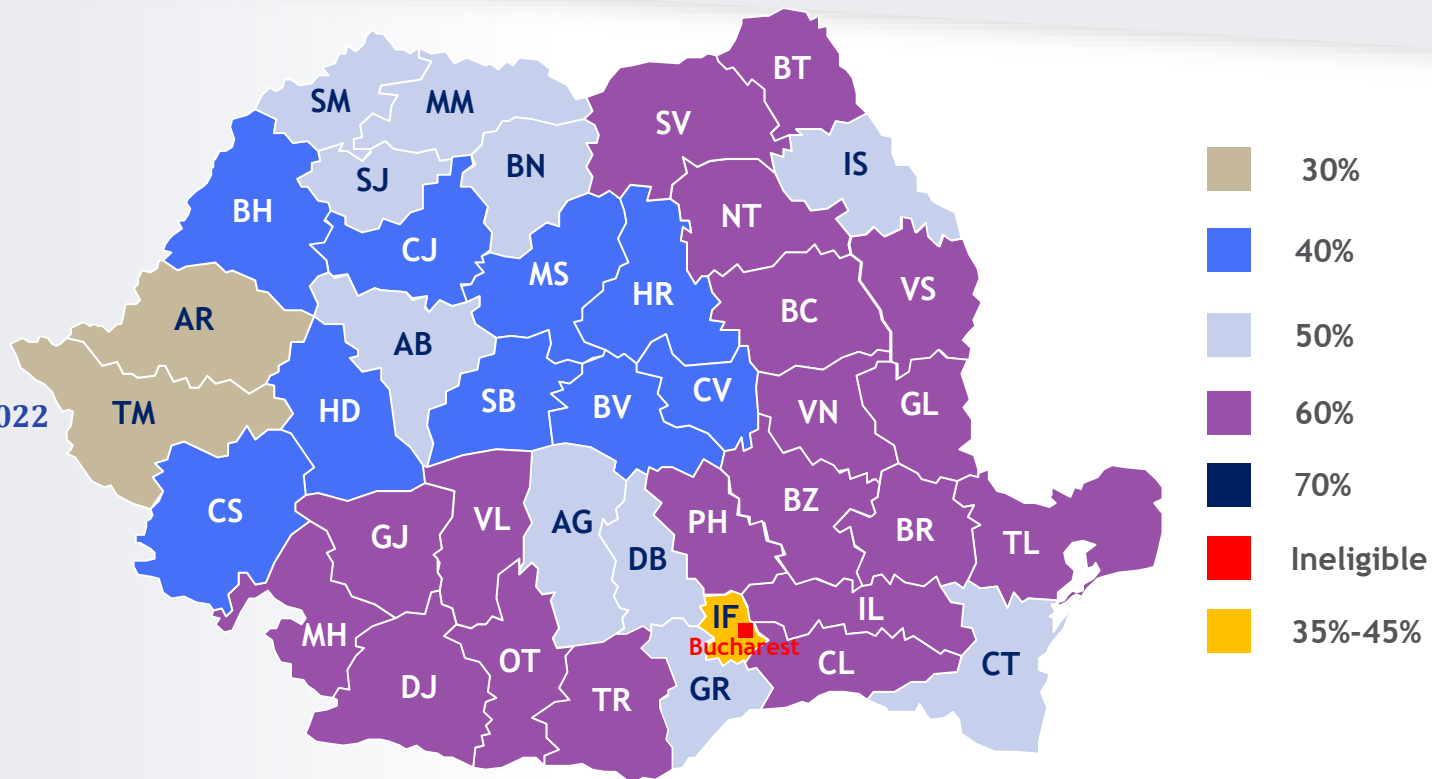 BT
SM
MM
SV
BN
IS
SJ
BH
NT
CJ
MS
HR
VS
BC
AR
AB
CV
SB
BV
GL
VN
HD
TM
022
BZ
CS
VL
AG
PH
BR
GJ
TL
DB
IL
IF
Bucharest
MH
OT
CL
CT
DJ
GR
TR
30%
40%
50%
60%
70%
Ineligible
35%-45%